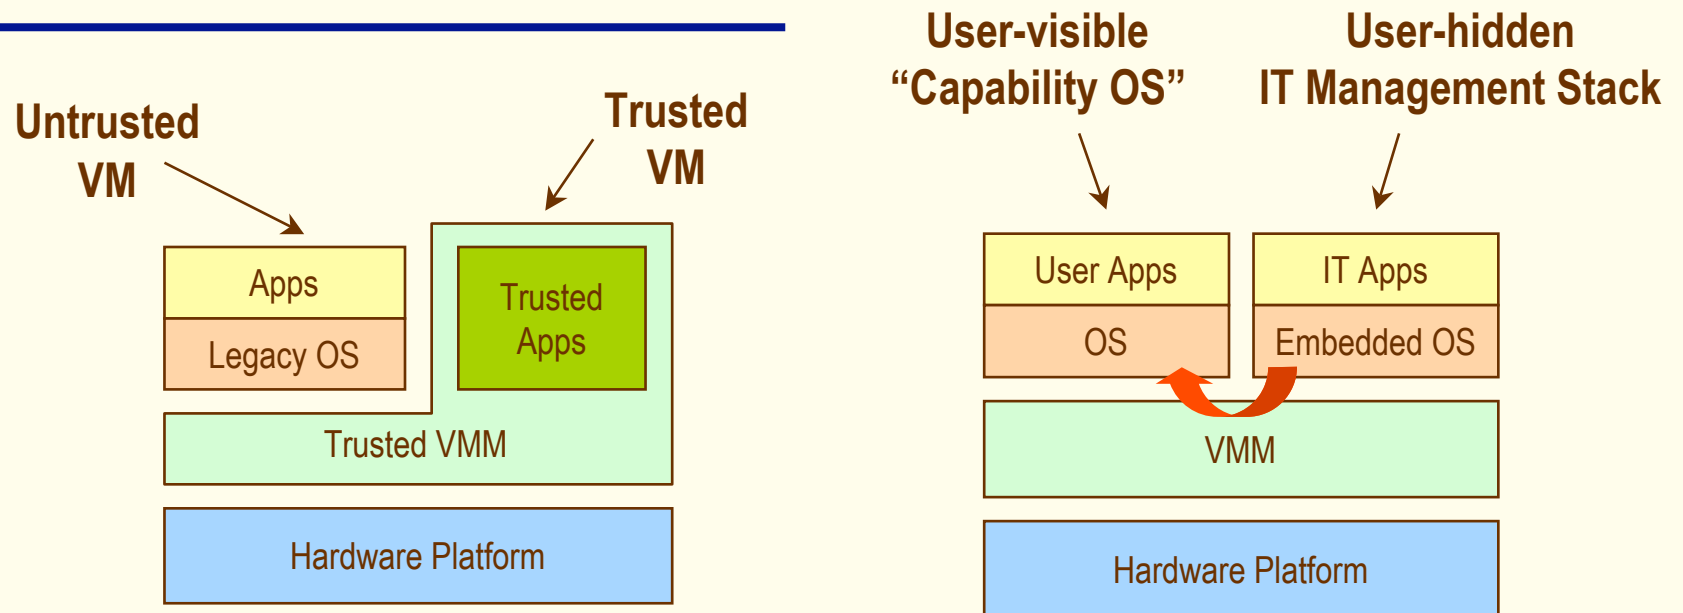 Untrusted
VM
Trusted
VM
Apps
Legacy OS
Trusted
Apps
Trusted VMM
Hardware Platform
User-visible
“Capability OS”
User-hidden
IT Management Stack
User Apps
OS
IT Apps
Embedded OS
VMM
Hardware Platform